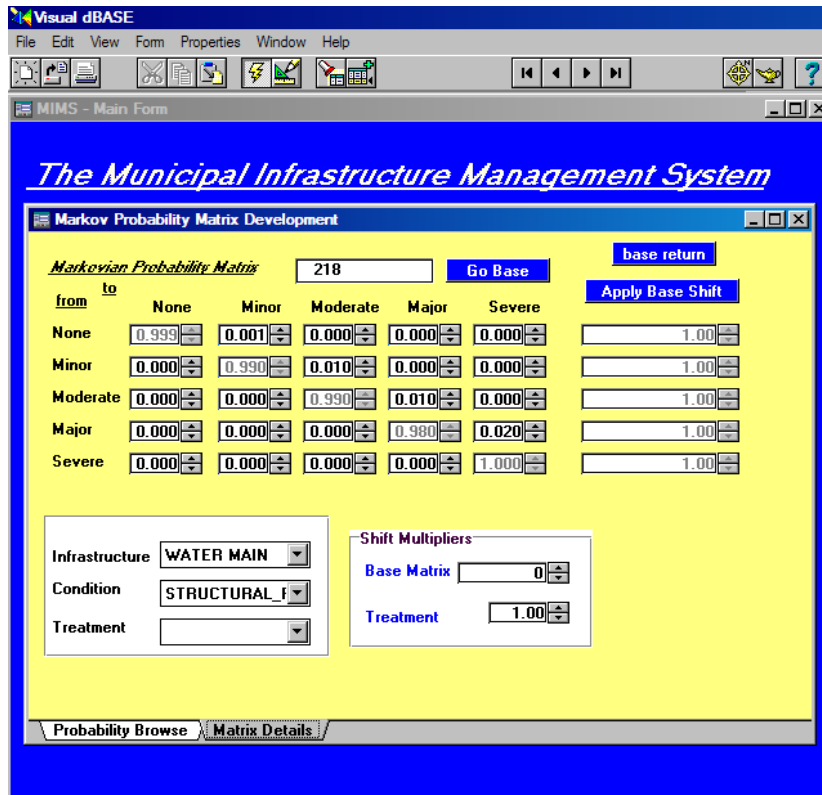 Visual dBASE
File Edit View Form Properties Window Help
N
?
MIMS - Main Form
The Municipal Infrastructure Management System
Markov Probability Matrix Development
base return
Markovian Probability Matrix 218 Go Base
to
Apply Base Shift
from
None Minor Moderate Major Severe
None 0.999 0.001 0.000 0.000 0.000 1.00
Minor 0.000 0.990 0.010 0.000 0.000 1.00
Moderate 0.000 0.000 0.990 0.010 0.000 1.00
Major 0.000 0.000 0.000 0.980 0.020 1.00
Severe 0.000 0.000 0.000 0.000 1.000 1.00
Infrastructure WATER MAIN
Condition STRUCTURAL_
Treatment
Shift Multipliers
Base Matrix 0
Treatment 1.00
Probability Browse Matrix Details